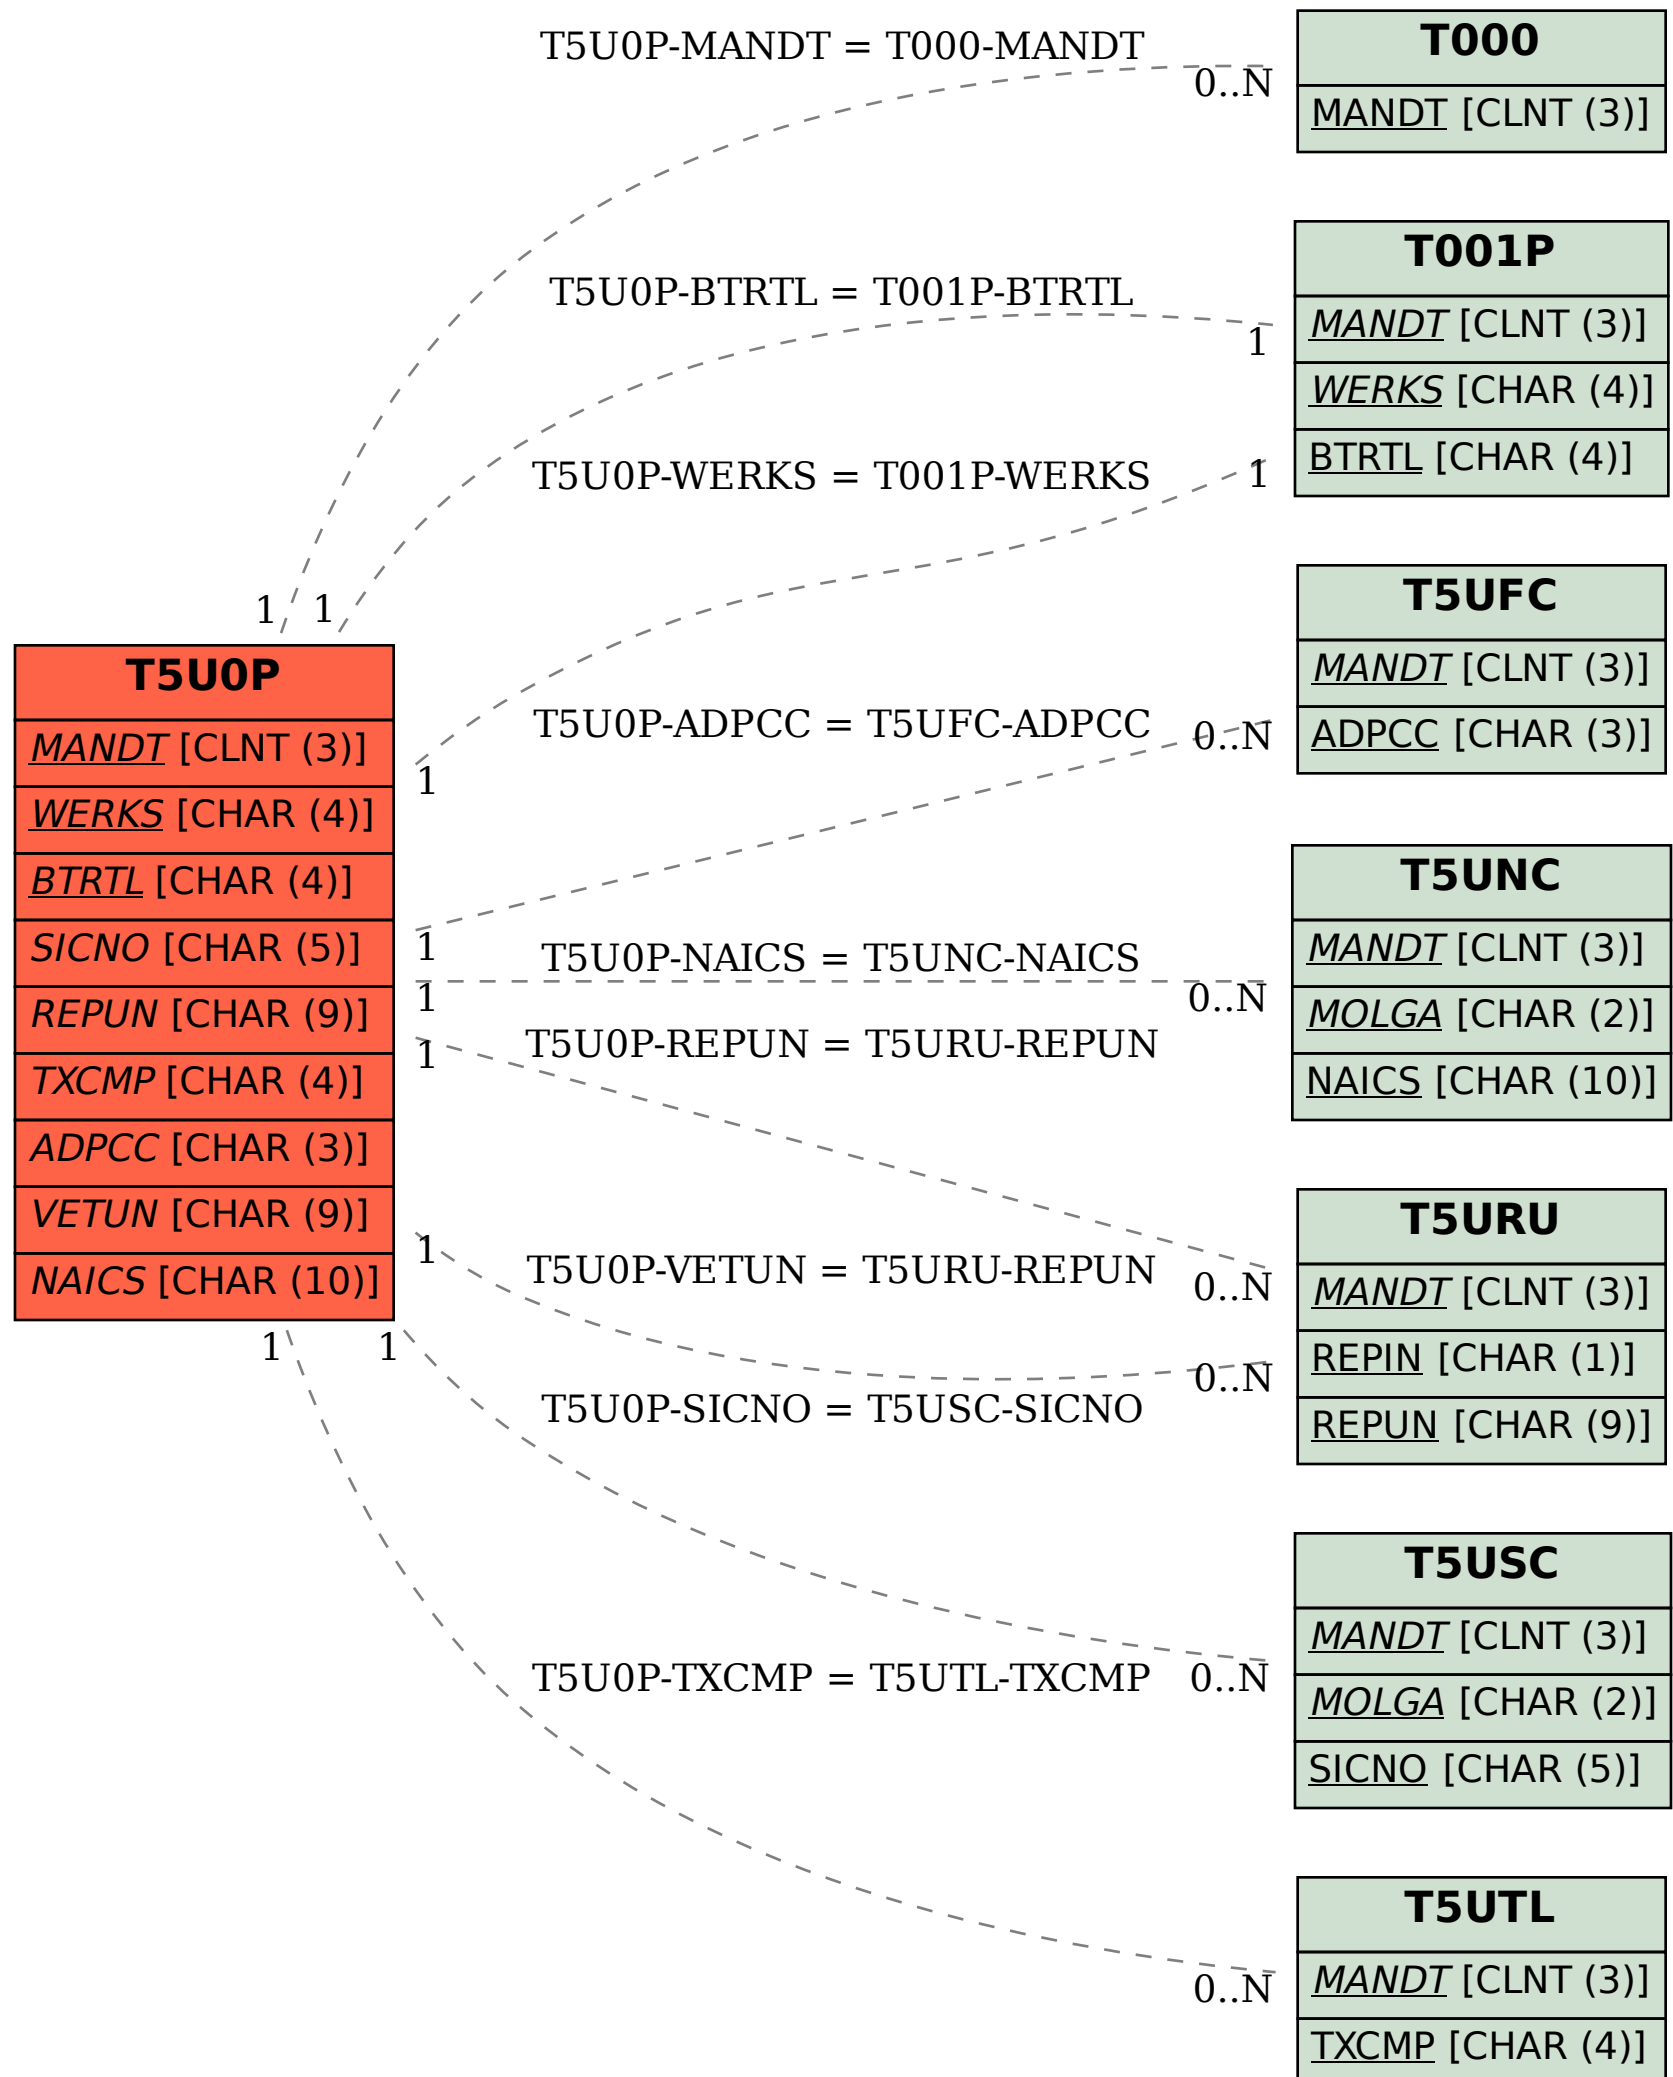 T5U0P-MANDT = T000-MANDT
0..N
T000
MANDT [CLNT (3)]
T5U0P-BTRTL = T001P-BTRTL
1
T001P
MANDT [CLNT (3)]
WERKS [CHAR (4)]
BTRTL [CHAR (4)]
T5U0P-WERKS = T001P-WERKS
1
1
1
T5U0P
MANDT [CLNT (3)]
WERKS [CHAR (4)]
BTRTL [CHAR (4)]
SICNO [CHAR (5)]
REPUN [CHAR (9)]
TXCMP [CHAR (4)]
ADPCC [CHAR (3)]
VETUN [CHAR (9)]
NAICS [CHAR (10)]
1
1
1
1
1
1
1
T5U0P-ADPCC = T5UFC-ADPCC
0..N
T5UFC
MANDT [CLNT (3)]
ADPCC [CHAR (3)]
T5U0P-NAICS = T5UNC-NAICS
0..N
T5UNC
MANDT [CLNT (3)]
MOLGA [CHAR (2)]
NAICS [CHAR (10)]
T5U0P-REPUN = T5URU-REPUN
0..N
T5U0P-VETUN = T5URU-REPUN
0..N
T5URU
MANDT [CLNT (3)]
REPIN [CHAR (1)]
REPUN [CHAR (9)]
T5U0P-SICNO = T5USC-SICNO
0..N
T5USC
MANDT [CLNT (3)]
MOLGA [CHAR (2)]
SICNO [CHAR (5)]
T5U0P-TXCMP = T5UTL-TXCMP
0..N
T5UTL
MANDT [CLNT (3)]
TXCMP [CHAR (4)]